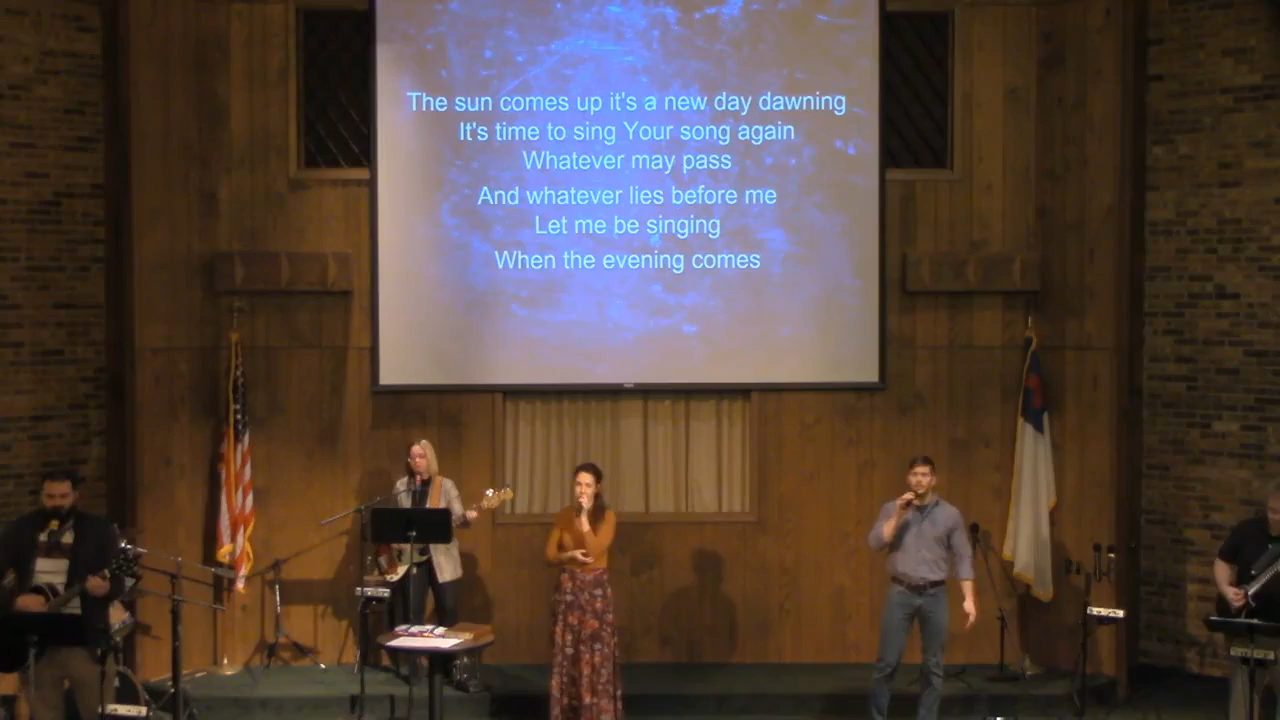 The sun comes up it's a new day dawning
It's time to sing Your song again
Whatever may pass
And whatever lies before me
Let me be singing
When the evening comes